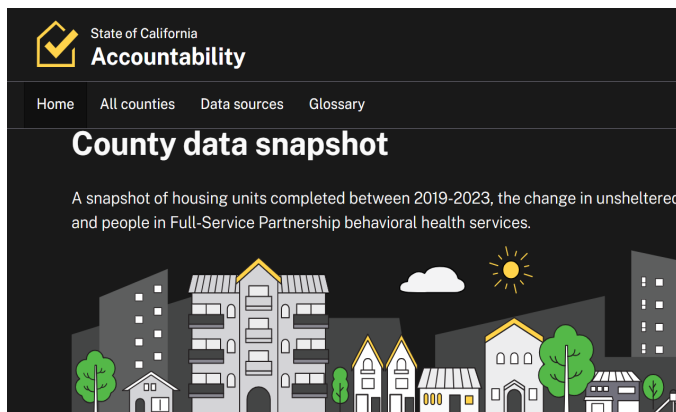 State of California
Accountability
Home All counties Data sources Glossary
County data snapshot
A snapshot of housing units completed between 2019-2023, the change in unsheltered
and people in Full-Service Partnership behavioral health services.